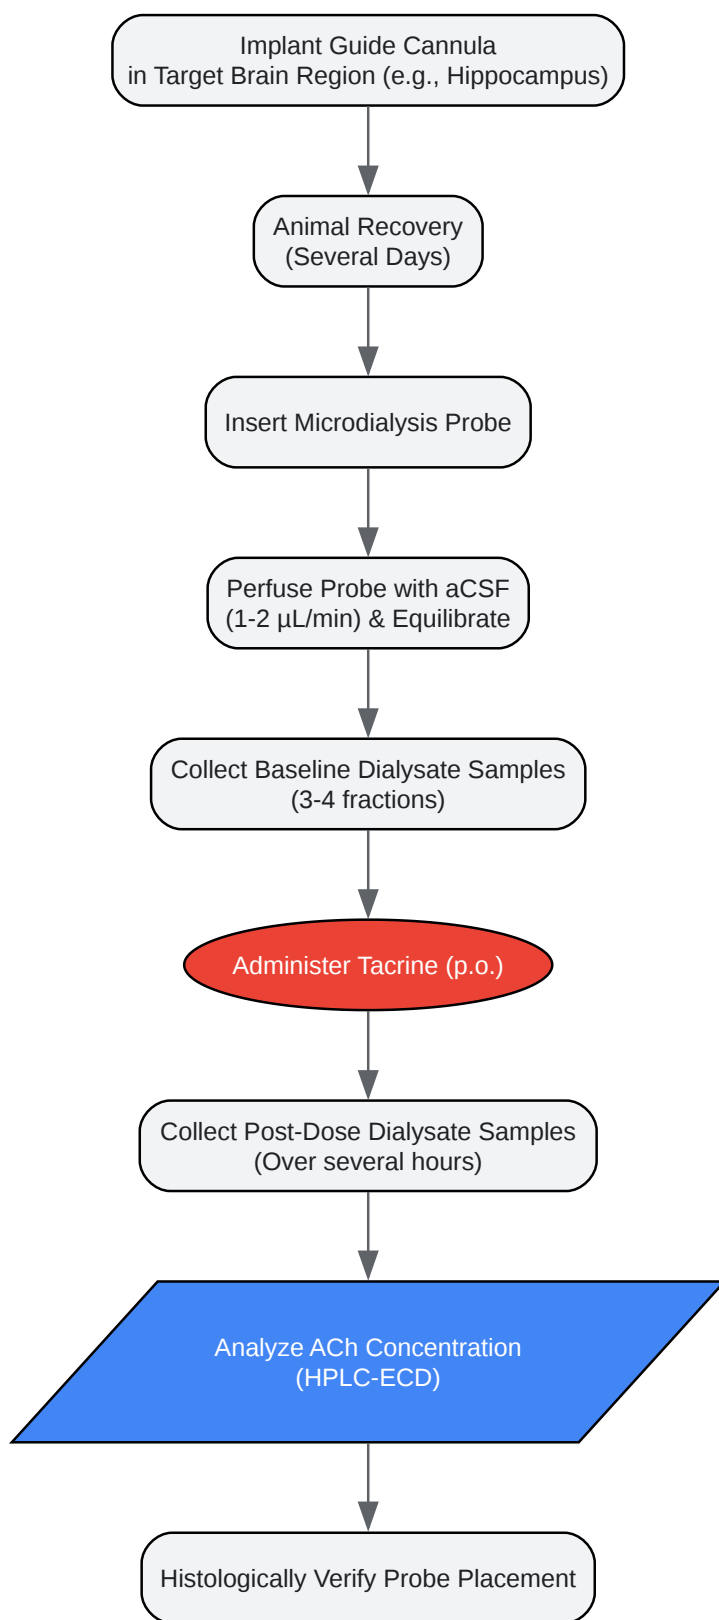 Implant Guide Cannula
in Target Brain Region (e.g., Hippocampus)
Animal Recovery
(Several Days)
Insert Microdialysis Probe
Perfuse Probe with aCSF
(1-2 µL/min) & Equilibrate
Collect Baseline Dialysate Samples
(3-4 fractions)
Administer Tacrine (p.o.)
Collect Post-Dose Dialysate Samples
(Over several hours)
Analyze ACh Concentration
(HPLC-ECD)
Histologically Verify Probe Placement